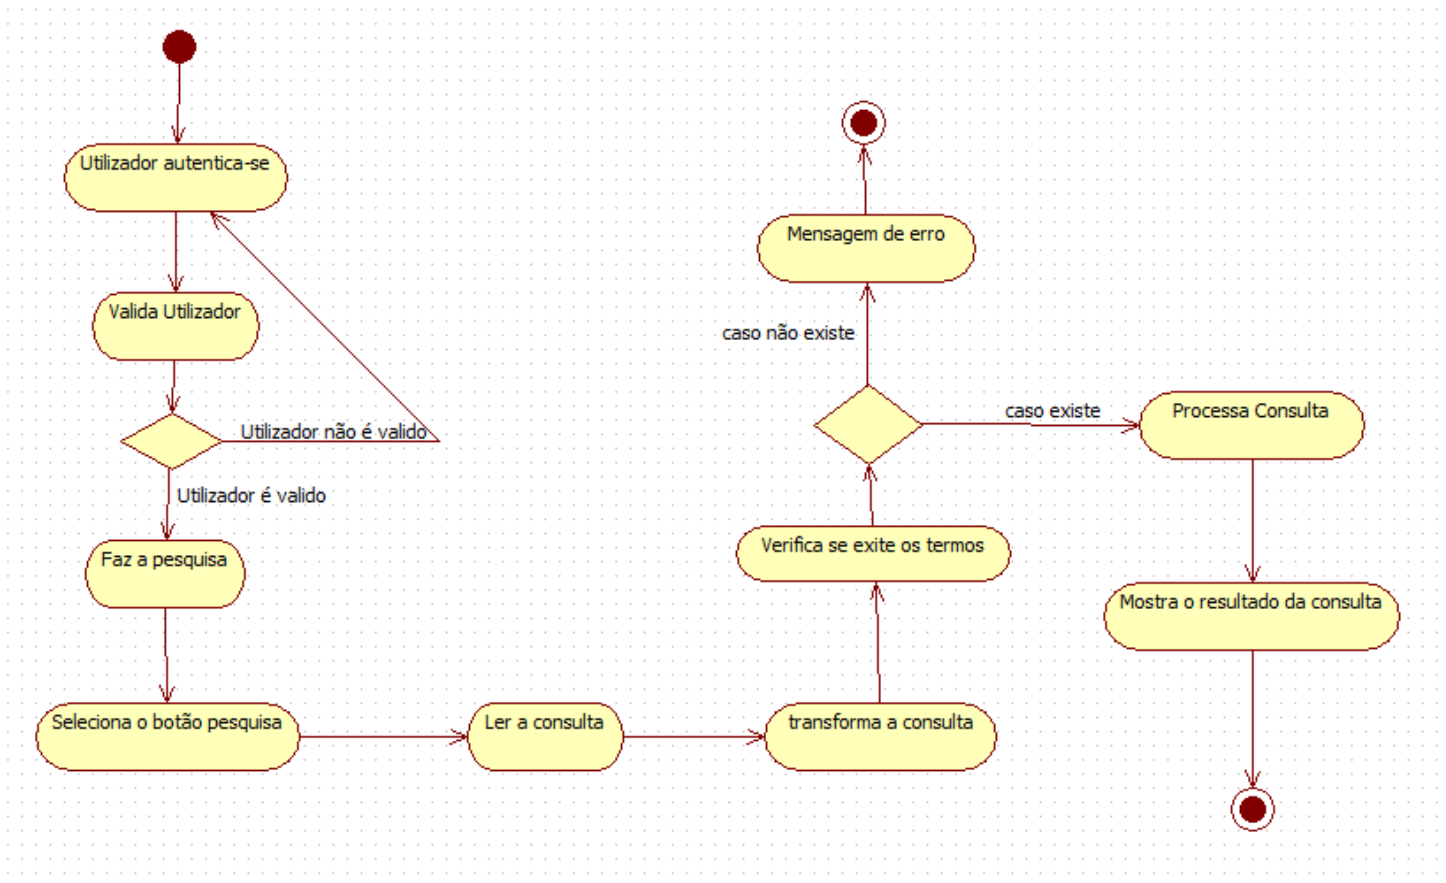 Utilizador autentica-se
Valida Utilizador
Utilizador não é valido
Utilizador é valido
Faz a pesquisa
Seleciona o botão pesquisa
Ler a consulta
transforma a consulta
Verifica se exite os termos
caso não existe
Mensagem de erro
caso existe
Processa Consulta
Mostra o resultado da consulta